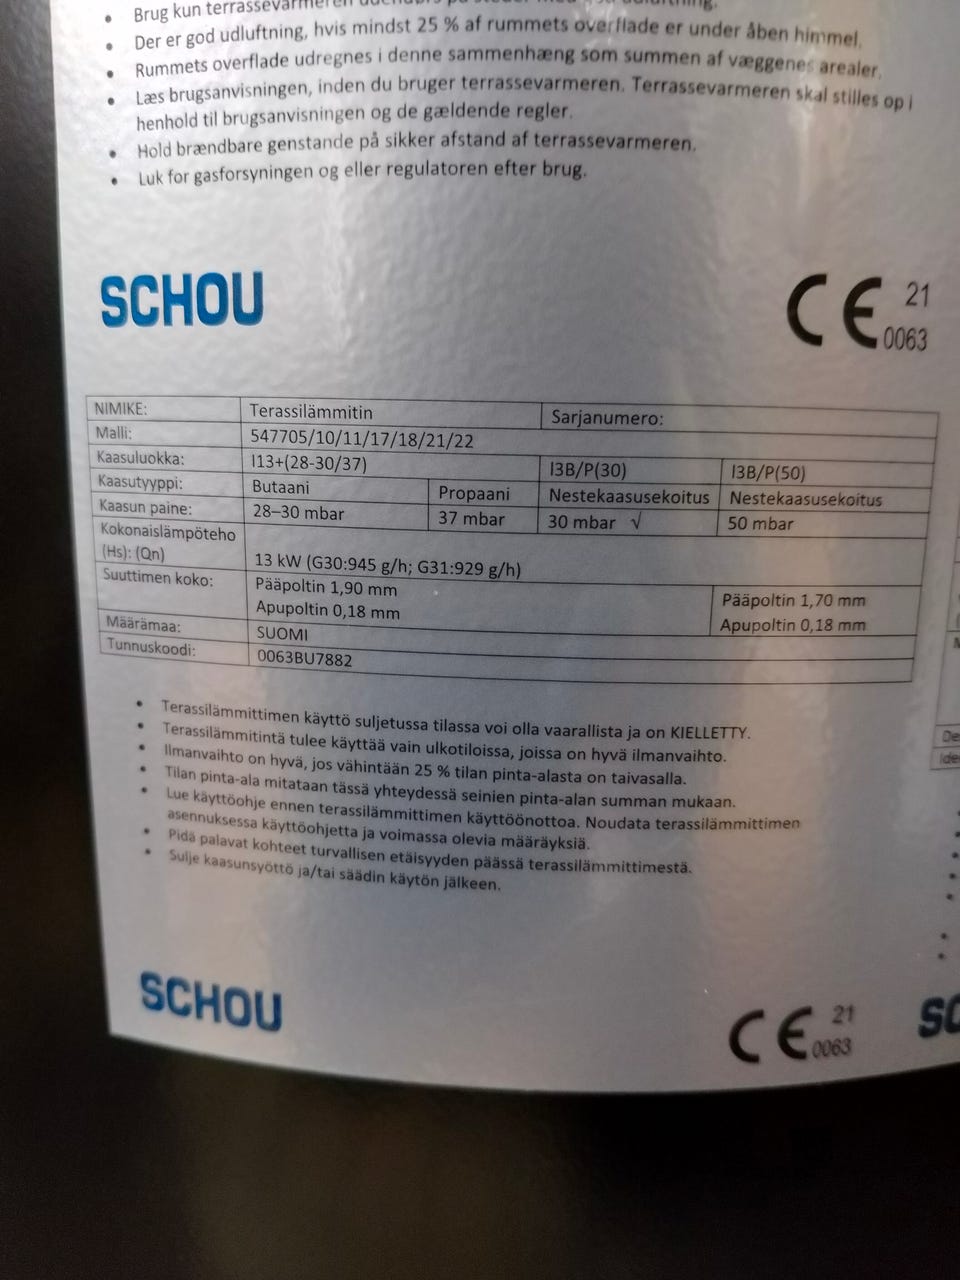 • Brug kun terrassevarmeren
• Der er god udluftning, hvis mindst 25 % af rummets overflade er under åben himmel.
• Rummets overflade udregnes i denne sammenhæng som summen af væggenes arealer.
• Læs brugsanvisningen, inden du bruger terrassevarmeren. Terrassevarmeren skal stilles op i
henhold til brugsanvisningen og de gældende regler.
• Hold brændbare genstande på sikker afstand af terrassevarmeren.
• Luk for gasforsyningen og eller regulatoren efter brug.
SCHOU
CE 21
0063
NIMIKE: Terassilämmitin Sarjanumero:
Malli: 547705/10/11/17/18/21/22
Kaasuluokka: I13+(28-30/37) I3B/P(30) I3B/P(50)
Kaasutyyppi: Butaani Propaani Nestekaasusekoitus Nestekaasusekoitus
Kaasun paine: 28–30 mbar 37 mbar 30 mbar √ 50 mbar
Kokonaislämpöteho
(Hs): (Qn) 13 kW (G30:945 g/h; G31:929 g/h)
Suuttimen koko: Pääpoltin 1,90 mm Pääpoltin 1,70 mm
Apupoltin 0,18 mm Apupoltin 0,18 mm
Määrämaa: SUOMI
Tunnuskoodi: 0063BU7882
• Terassilämmittimen käyttö suljetussa tilassa voi olla vaarallista ja on KIELLETTY.
• Terassilämmitintä tulee käyttää vain ulkotiloissa, joissa on hyvä ilmanvaihto.
• Ilmanvaihto on hyvä, jos vähintään 25 % tilan pinta-alasta on taivasalla.
• Tilan pinta-ala mitataan tässä yhteydessä seinien pinta-alan summan mukaan.
• Lue käyttöohje ennen terassilämmittimen käyttöönottoa. Noudata terassilämmittimen
asennuksessa käyttöohjetta ja voimassa olevia määräyksiä.
• Pidä palavat kohteet turvallisen etäisyyden päässä terassilämmittimestä.
• Sulje kaasunsyöttö ja/tai säädin käytön jälkeen.
SCHOU
CE 21
0063